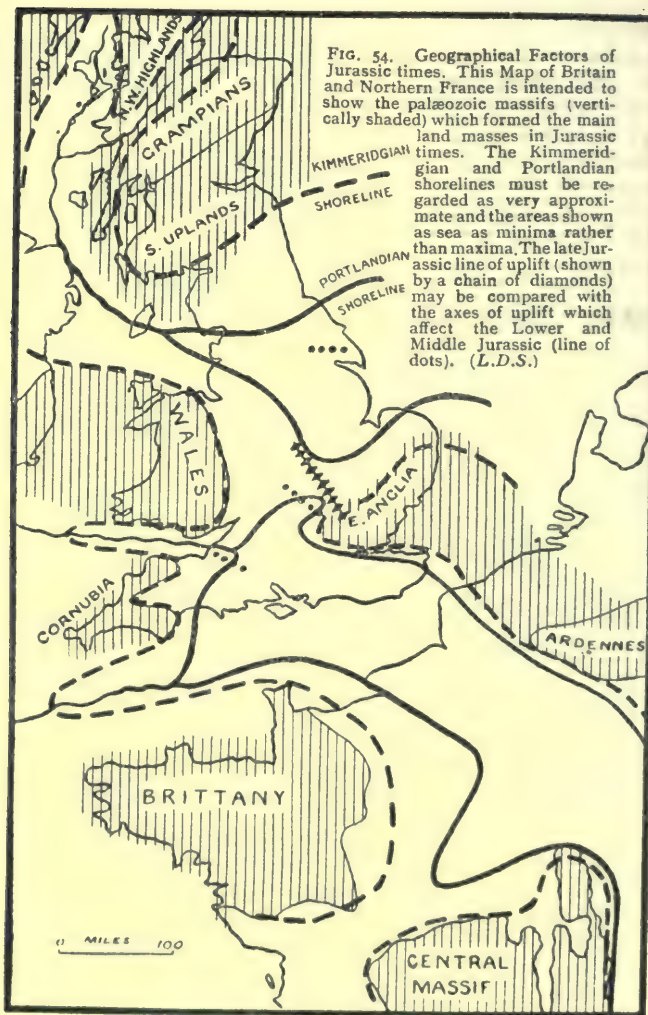 FIG. 54. Geographical Factors of
Jurassic times. This Map of Britain
and Northern France is intended to
show the palæozoic massifs (verti-
cally shaded) which formed the main
land masses in Jurassic
times. The Kimmerid-
gian and Portlandian
shorelines must be re-
garded as very approxi-
mate and the areas shown
as sea as minima rather
than maxima. The late Jur-
assic line of uplift (shown
by a chain of diamonds)
may be compared with
the axes of uplift which
affect the Lower and
Middle Jurassic (line of
dots). (L.D.S.)
N.W. HIGHLANDS
GRAMPIANS
KIMMERIDGIAN
SHORELINE
S. UPLANDS
PORTLANDIAN
SHORELINE
WALES
E. ANGLIA
CORNUBIA
ARDENNES
BRITTANY
0 MILES 100
CENTRAL
MASSIF